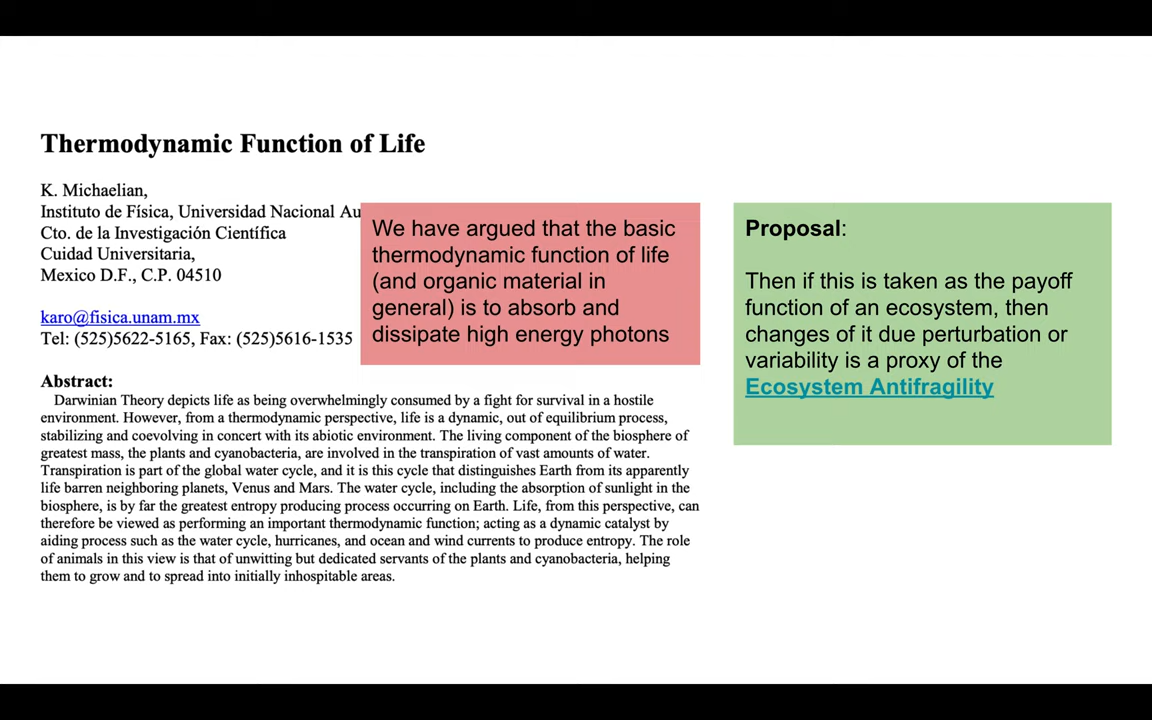 Thermodynamic Function of Life
K. Michaelian,
Instituto de Física, Universidad Nacional Au
Cto. de la Investigación Científica
Cuidad Universitaria,
Mexico D.F., C.P. 04510
karo@fisica.unam.mx
Tel: (525)5622-5165, Fax: (525)5616-1535
We have argued that the basic
thermodynamic function of life
(and organic material in
general) is to absorb and
dissipate high energy photons
Proposal:
Then if this is taken as the payoff
function of an ecosystem, then
changes of it due perturbation or
variability is a proxy of the
Ecosystem Antifragility
Abstract:
Darwinian Theory depicts life as being overwhelmingly consumed by a fight for survival in a hostile
environment. However, from a thermodynamic perspective, life is a dynamic, out of equilibrium process,
stabilizing and coevolving in concert with its abiotic environment. The living component of the biosphere of
greatest mass, the plants and cyanobacteria, are involved in the transpiration of vast amounts of water.
Transpiration is part of the global water cycle, and it is this cycle that distinguishes Earth from its apparently
life barren neighboring planets, Venus and Mars. The water cycle, including the absorption of sunlight in the
biosphere, is by far the greatest entropy producing process occurring on Earth. Life, from this perspective, can
therefore be viewed as performing an important thermodynamic function; acting as a dynamic catalyst by
aiding process such as the water cycle, hurricanes, and ocean and wind currents to produce entropy. The role
of animals in this view is that of unwitting but dedicated servants of the plants and cyanobacteria, helping
them to grow and to spread into initially inhospitable areas.